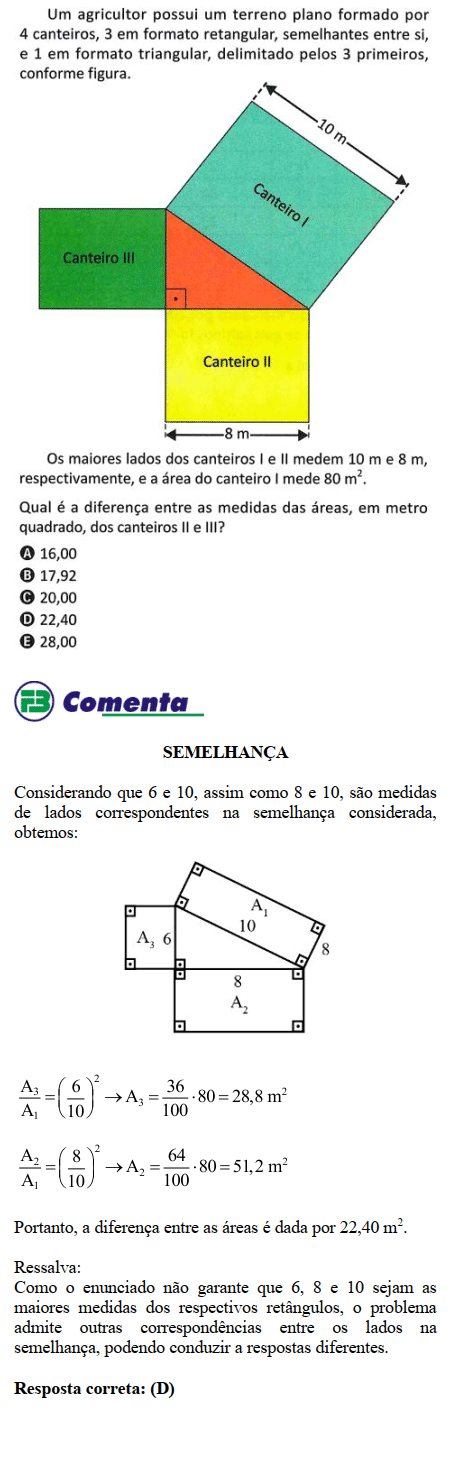 Um agricultor possui um terreno plano formado por
4 canteiros, 3 em formato retangular, semelhantes entre si,
e 1 em formato triangular, delimitado pelos 3 primeiros,
conforme figura.
10 m
Canteiro I
Canteiro III
Canteiro II
8 m
Os maiores lados dos canteiros I e II medem 10 m e 8 m,
respectivamente, e a área do canteiro I mede 80 m².
Qual é a diferença entre as medidas das áreas, em metro
quadrado, dos canteiros II e III?
A 16,00
B 17,92
C 20,00
D 22,40
E 28,00
FB Comenta
SEMELHANÇA
Considerando que 6 e 10, assim como 8 e 10, são medidas
de lados correspondentes na semelhança considerada,
obtemos:
A₁
10
A₃ 6
8
8
A₂
A₃/A₁ = (6/10)² → A₃ = 36/100 · 80 = 28,8 m²
A₂/A₁ = (8/10)² → A₂ = 64/100 · 80 = 51,2 m²
Portanto, a diferença entre as áreas é dada por 22,40 m².
Ressalva:
Como o enunciado não garante que 6, 8 e 10 sejam as
maiores medidas dos respectivos retângulos, o problema
admite outras correspondências entre os lados na
semelhança, podendo conduzir a respostas diferentes.
Resposta correta: (D)